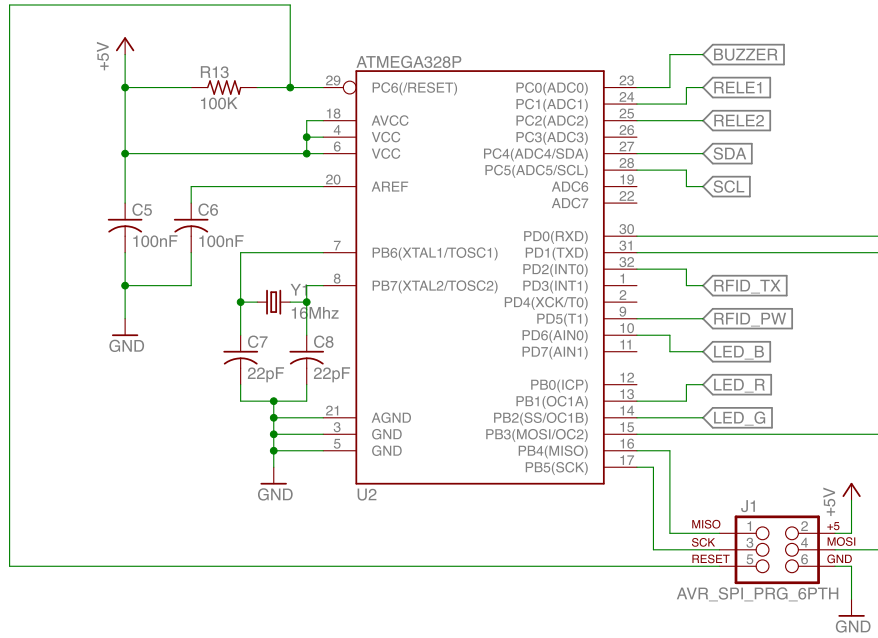 +5V
R13
100K
C5
100nF
C6
100nF
GND
Y1
16Mhz
C7
22pF
C8
22pF
GND
ATMEGA328P
29 PC6(/RESET)
18 AVCC
4 VCC
6 VCC
20 AREF
7 PB6(XTAL1/TOSC1)
8 PB7(XTAL2/TOSC2)
21 AGND
3 GND
5 GND
PC0(ADC0) 23 BUZZER
PC1(ADC1) 24 RELE1
PC2(ADC2) 25 RELE2
PC3(ADC3) 26
PC4(ADC4/SDA) 27 SDA
PC5(ADC5/SCL) 28 SCL
ADC6 19
ADC7 22
PD0(RXD) 30
PD1(TXD) 31
PD2(INT0) 32 RFID_TX
PD3(INT1) 1
PD4(XCK/T0) 2
PD5(T1) 9 RFID_PW
PD6(AIN0) 10 LED_B
PD7(AIN1) 11
PB0(ICP) 12
PB1(OC1A) 13 LED_R
PB2(SS/OC1B) 14 LED_G
PB3(MOSI/OC2) 15
PB4(MISO) 16
PB5(SCK) 17
U2
J1
+5V
MISO 1 2 +5
SCK 3 4 MOSI
RESET 5 6 GND
AVR_SPI_PRG_6PTH
GND